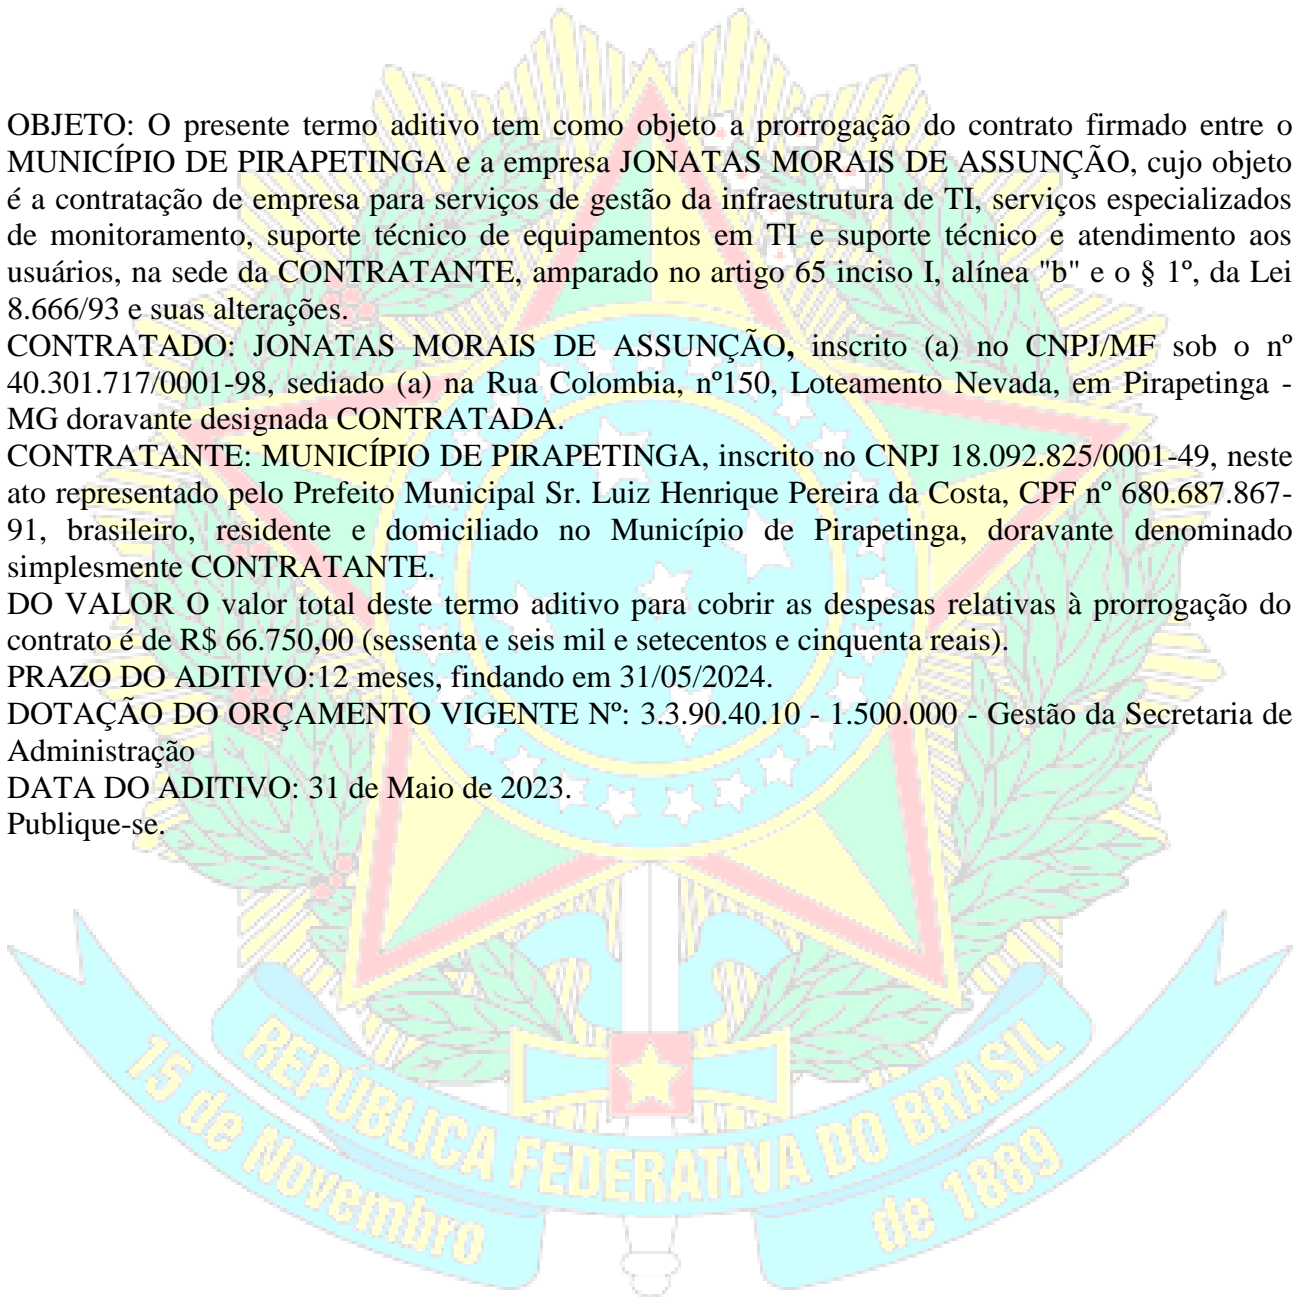 OBJETO: O presente termo aditivo tem como objeto a prorrogação do contrato firmado entre o
MUNICÍPIO DE PIRAPETINGA e a empresa JONATAS MORAIS DE ASSUNÇÃO, cujo objeto
é a contratação de empresa para serviços de gestão da infraestrutura de TI, serviços especializados
de monitoramento, suporte técnico de equipamentos em TI e suporte técnico e atendimento aos
usuários, na sede da CONTRATANTE, amparado no artigo 65 inciso I, alínea "b" e o § 1º, da Lei
8.666/93 e suas alterações.
CONTRATADO: JONATAS MORAIS DE ASSUNÇÃO, inscrito (a) no CNPJ/MF sob o nº
40.301.717/0001-98, sediado (a) na Rua Colombia, nº150, Loteamento Nevada, em Pirapetinga -
MG doravante designada CONTRATADA.
CONTRATANTE: MUNICÍPIO DE PIRAPETINGA, inscrito no CNPJ 18.092.825/0001-49, neste
ato representado pelo Prefeito Municipal Sr. Luiz Henrique Pereira da Costa, CPF nº 680.687.867-
91, brasileiro, residente e domiciliado no Município de Pirapetinga, doravante denominado
simplesmente CONTRATANTE.
DO VALOR O valor total deste termo aditivo para cobrir as despesas relativas à prorrogação do
contrato é de R$ 66.750,00 (sessenta e seis mil e setecentos e cinquenta reais).
PRAZO DO ADITIVO:12 meses, findando em 31/05/2024.
DOTAÇÃO DO ORÇAMENTO VIGENTE Nº: 3.3.90.40.10 - 1.500.000 - Gestão da Secretaria de
Administração
DATA DO ADITIVO: 31 de Maio de 2023.
Publique-se.
REPÚBLICA FEDERATIVA DO BRASIL
15 de Novembro de 1889